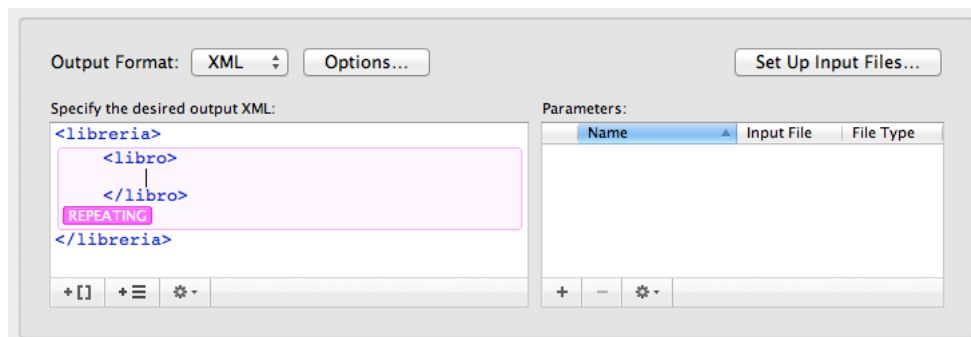 Output Format: XML Options... Set Up Input Files...
Specify the desired output XML: Parameters:
<libreria> Name Input File File Type
<libro>
</libro>
REPEATING
</libreria>
+[] +
+ −